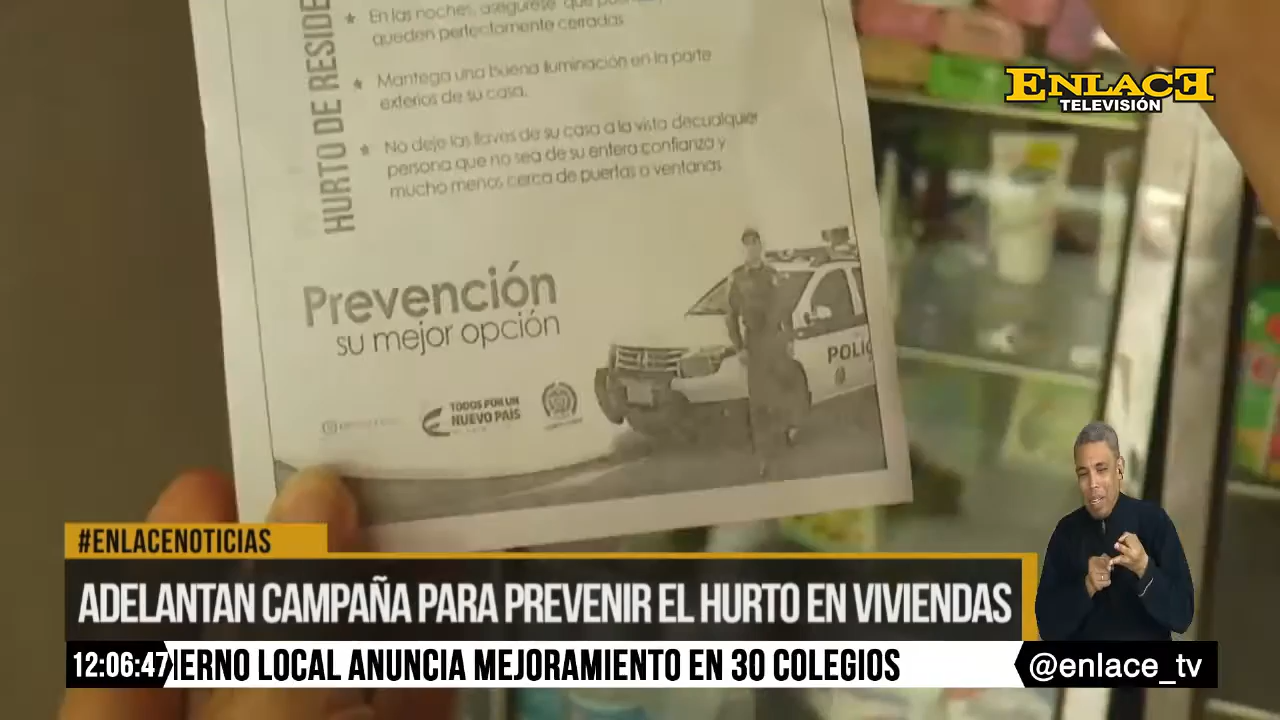 HURTO DE RESIDE
En las noches, asegúrese que
queden perfectamente cerradas
Mantega una buena iluminación en la parte
exterios de su casa.
No deje las llaves de su casa a la vista decualquier
persona que no sea de su entera confianza y
mucho menos cerca de puertas o ventanas
Prevención
su mejor opción
TODOS POR UN
NUEVO PAÍS
POLIC
ENLACE
TELEVISIÓN
#ENLACENOTICIAS
ADELANTAN CAMPAÑA PARA PREVENIR EL HURTO EN VIVIENDAS
12:06:47
IERNO LOCAL ANUNCIA MEJORAMIENTO EN 30 COLEGIOS
@enlace_tv